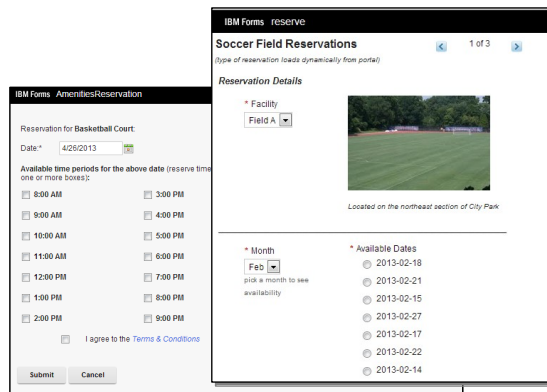 IBM Forms AmenitiesReservation
Reservation for Basketball Court:
Date:* 4/26/2013
Available time periods for the above date (reserve time
one or more boxes):
8:00 AM 3:00 PM
9:00 AM 4:00 PM
10:00 AM 5:00 PM
11:00 AM 6:00 PM
12:00 PM 7:00 PM
1:00 PM 8:00 PM
2:00 PM 9:00 PM
I agree to the Terms & Conditions
Submit Cancel
IBM Forms reserve
Soccer Field Reservations 1 of 3
(type of reservation loads dynamically from portal)
Reservation Details
* Facility
Field A
Located on the northeast section of City Park
* Month * Available Dates
Feb 2013-02-18
pick a month to see
availability
2013-02-21
2013-02-15
2013-02-27
2013-02-17
2013-02-22
2013-02-14